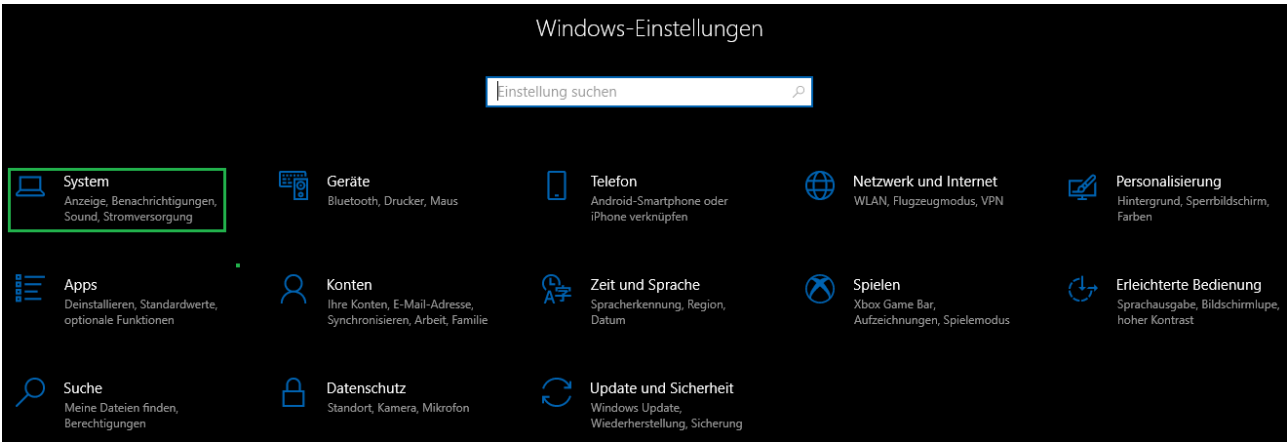 Windows-Einstellungen
Einstellung suchen
System
Anzeige, Benachrichtigungen,
Sound, Stromversorgung
Geräte
Bluetooth, Drucker, Maus
Telefon
Android-Smartphone oder
iPhone verknüpfen
Netzwerk und Internet
WLAN, Flugzeugmodus, VPN
Personalisierung
Hintergrund, Sperrbildschirm,
Farben
Apps
Deinstallieren, Standardwerte,
optionale Funktionen
Konten
Ihre Konten, E-Mail-Adresse,
Synchronisieren, Arbeit, Familie
Zeit und Sprache
Spracherkennung, Region,
Datum
Spielen
Xbox Game Bar,
Aufzeichnungen, Spielemodus
Erleichterte Bedienung
Sprachausgabe, Bildschirmlupe,
hoher Kontrast
Suche
Meine Dateien finden,
Berechtigungen
Datenschutz
Standort, Kamera, Mikrofon
Update und Sicherheit
Windows Update,
Wiederherstellung, Sicherung